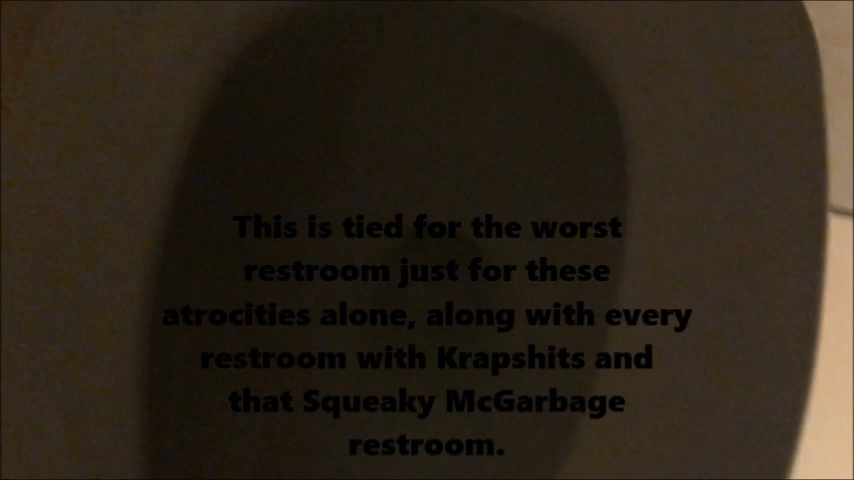 This is tied for the worst
restroom just for these
atrocities alone, along with every
restroom with Krapshits and
that Squeaky McGarbage
restroom.